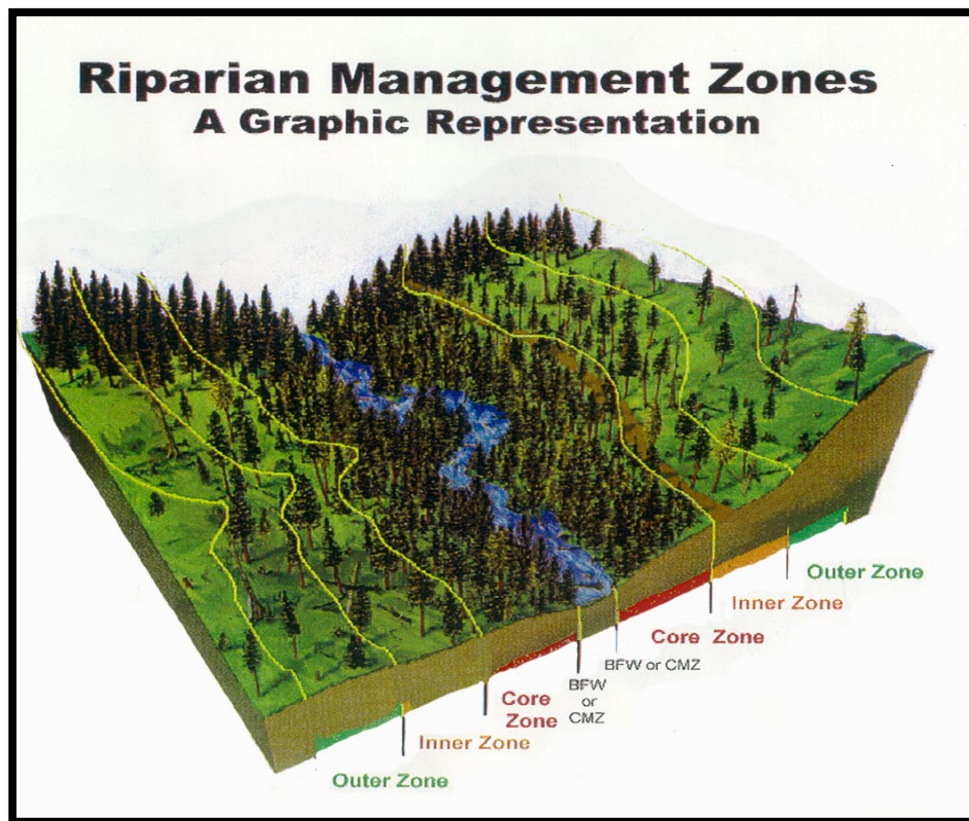 Riparian Management Zones
A Graphic Representation
Outer Zone
Inner Zone
Core Zone
BFW or CMZ
BFW
or
CMZ
Core
Zone
Inner Zone
Outer Zone